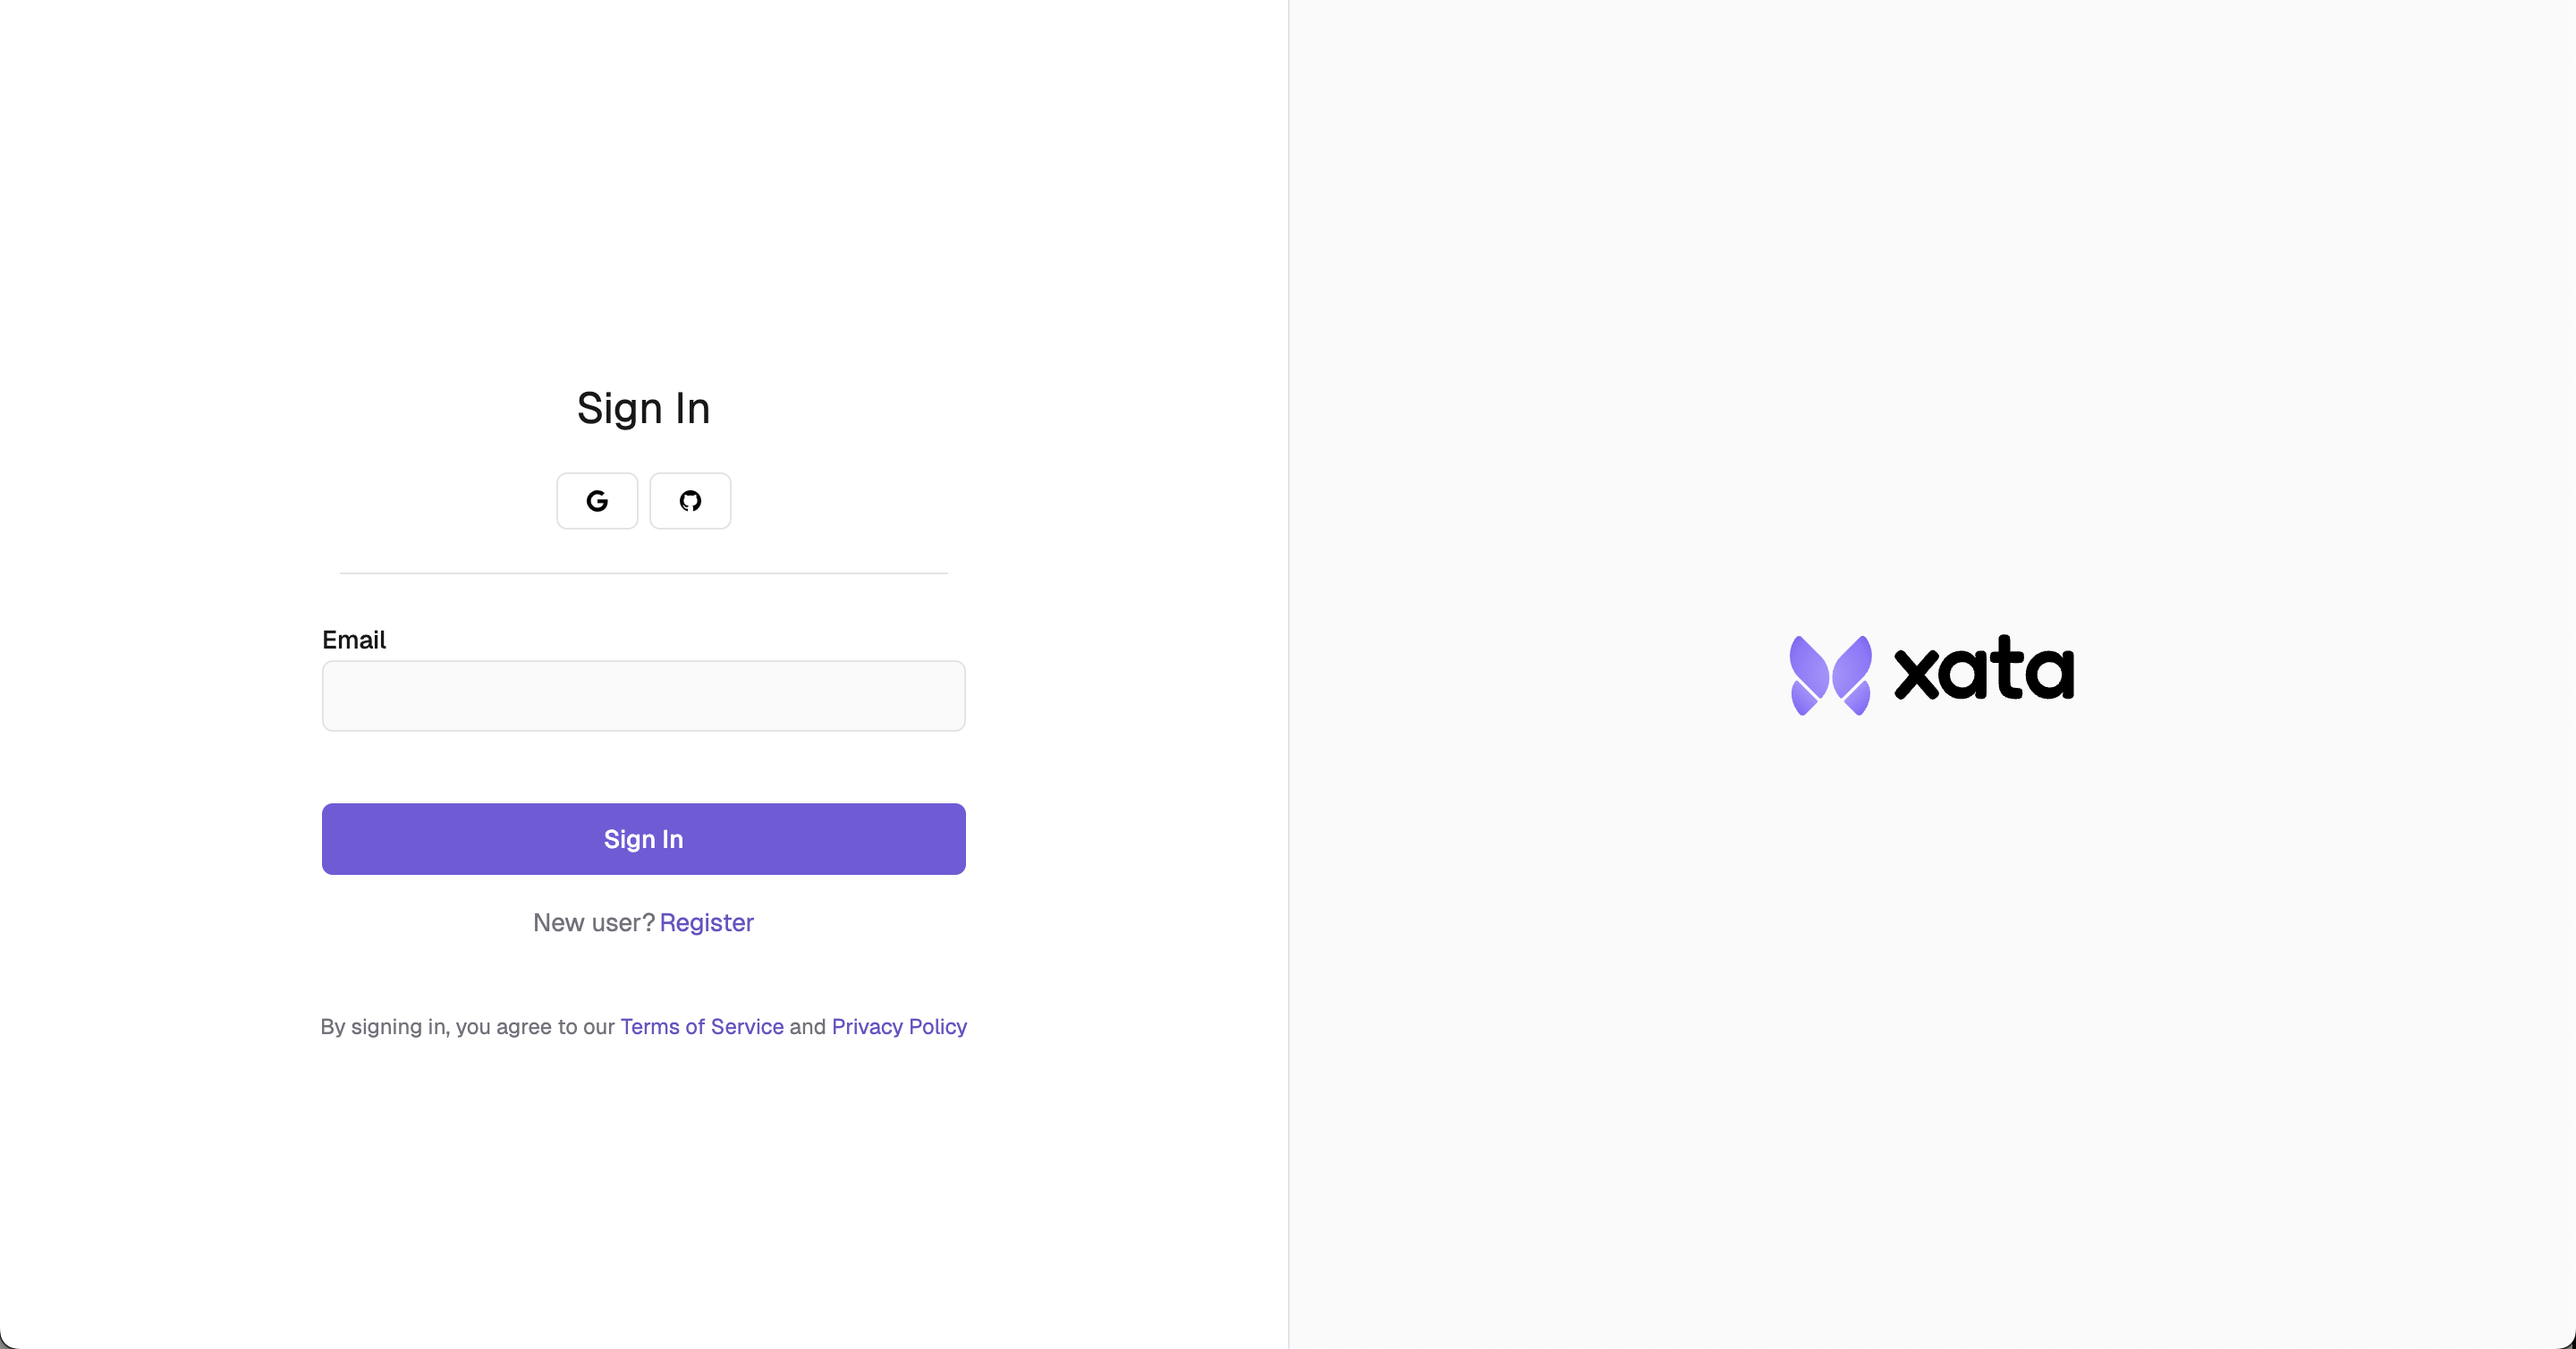 Sign In
Email
Sign In
New user? Register
By signing in, you agree to our Terms of Service and Privacy Policy
xata